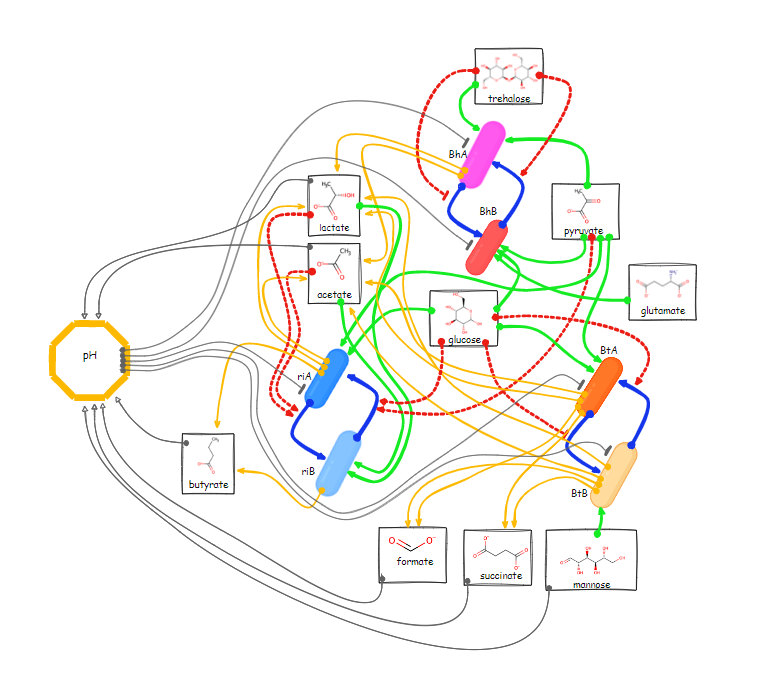 trehalose
BhA
BhB
pyruvate
lactate
acetate
glutamate
glucose
pH
BtA
riA
riB
butyrate
BtB
formate
succinate
mannose